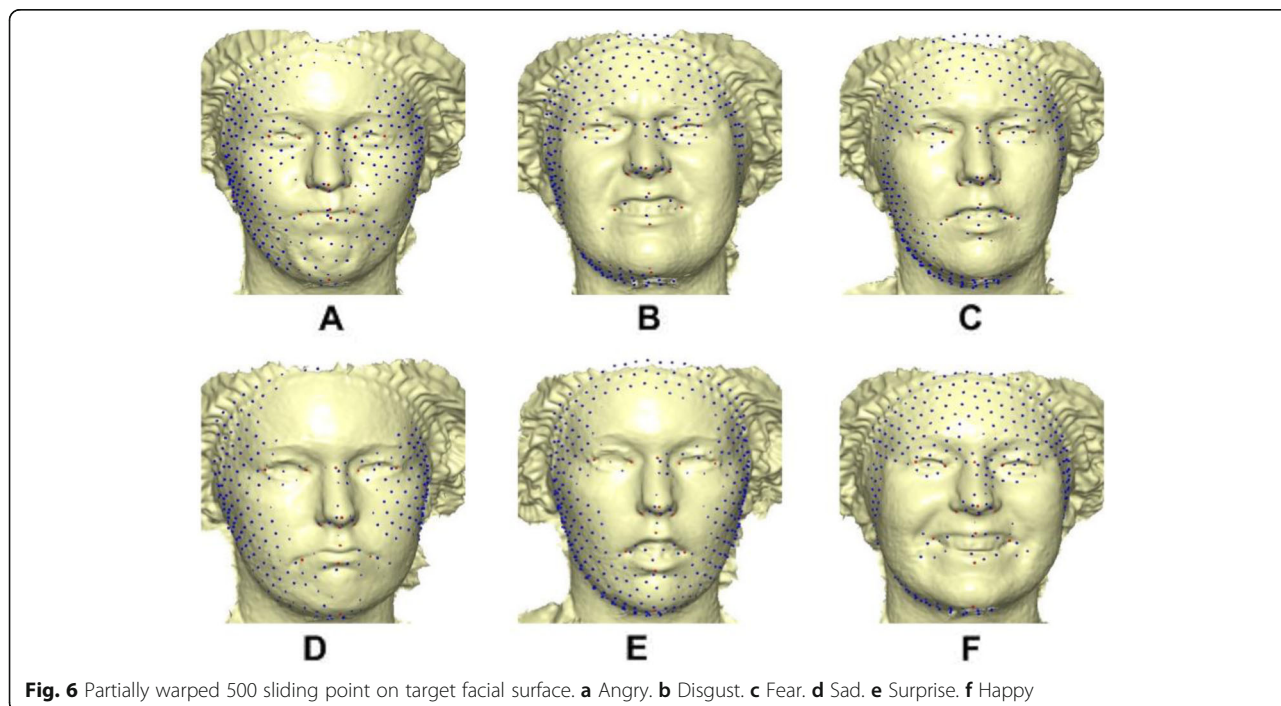 A B C
D E F
Fig. 6 Partially warped 500 sliding point on target facial surface. a Angry. b Disgust. c Fear. d Sad. e Surprise. f Happy